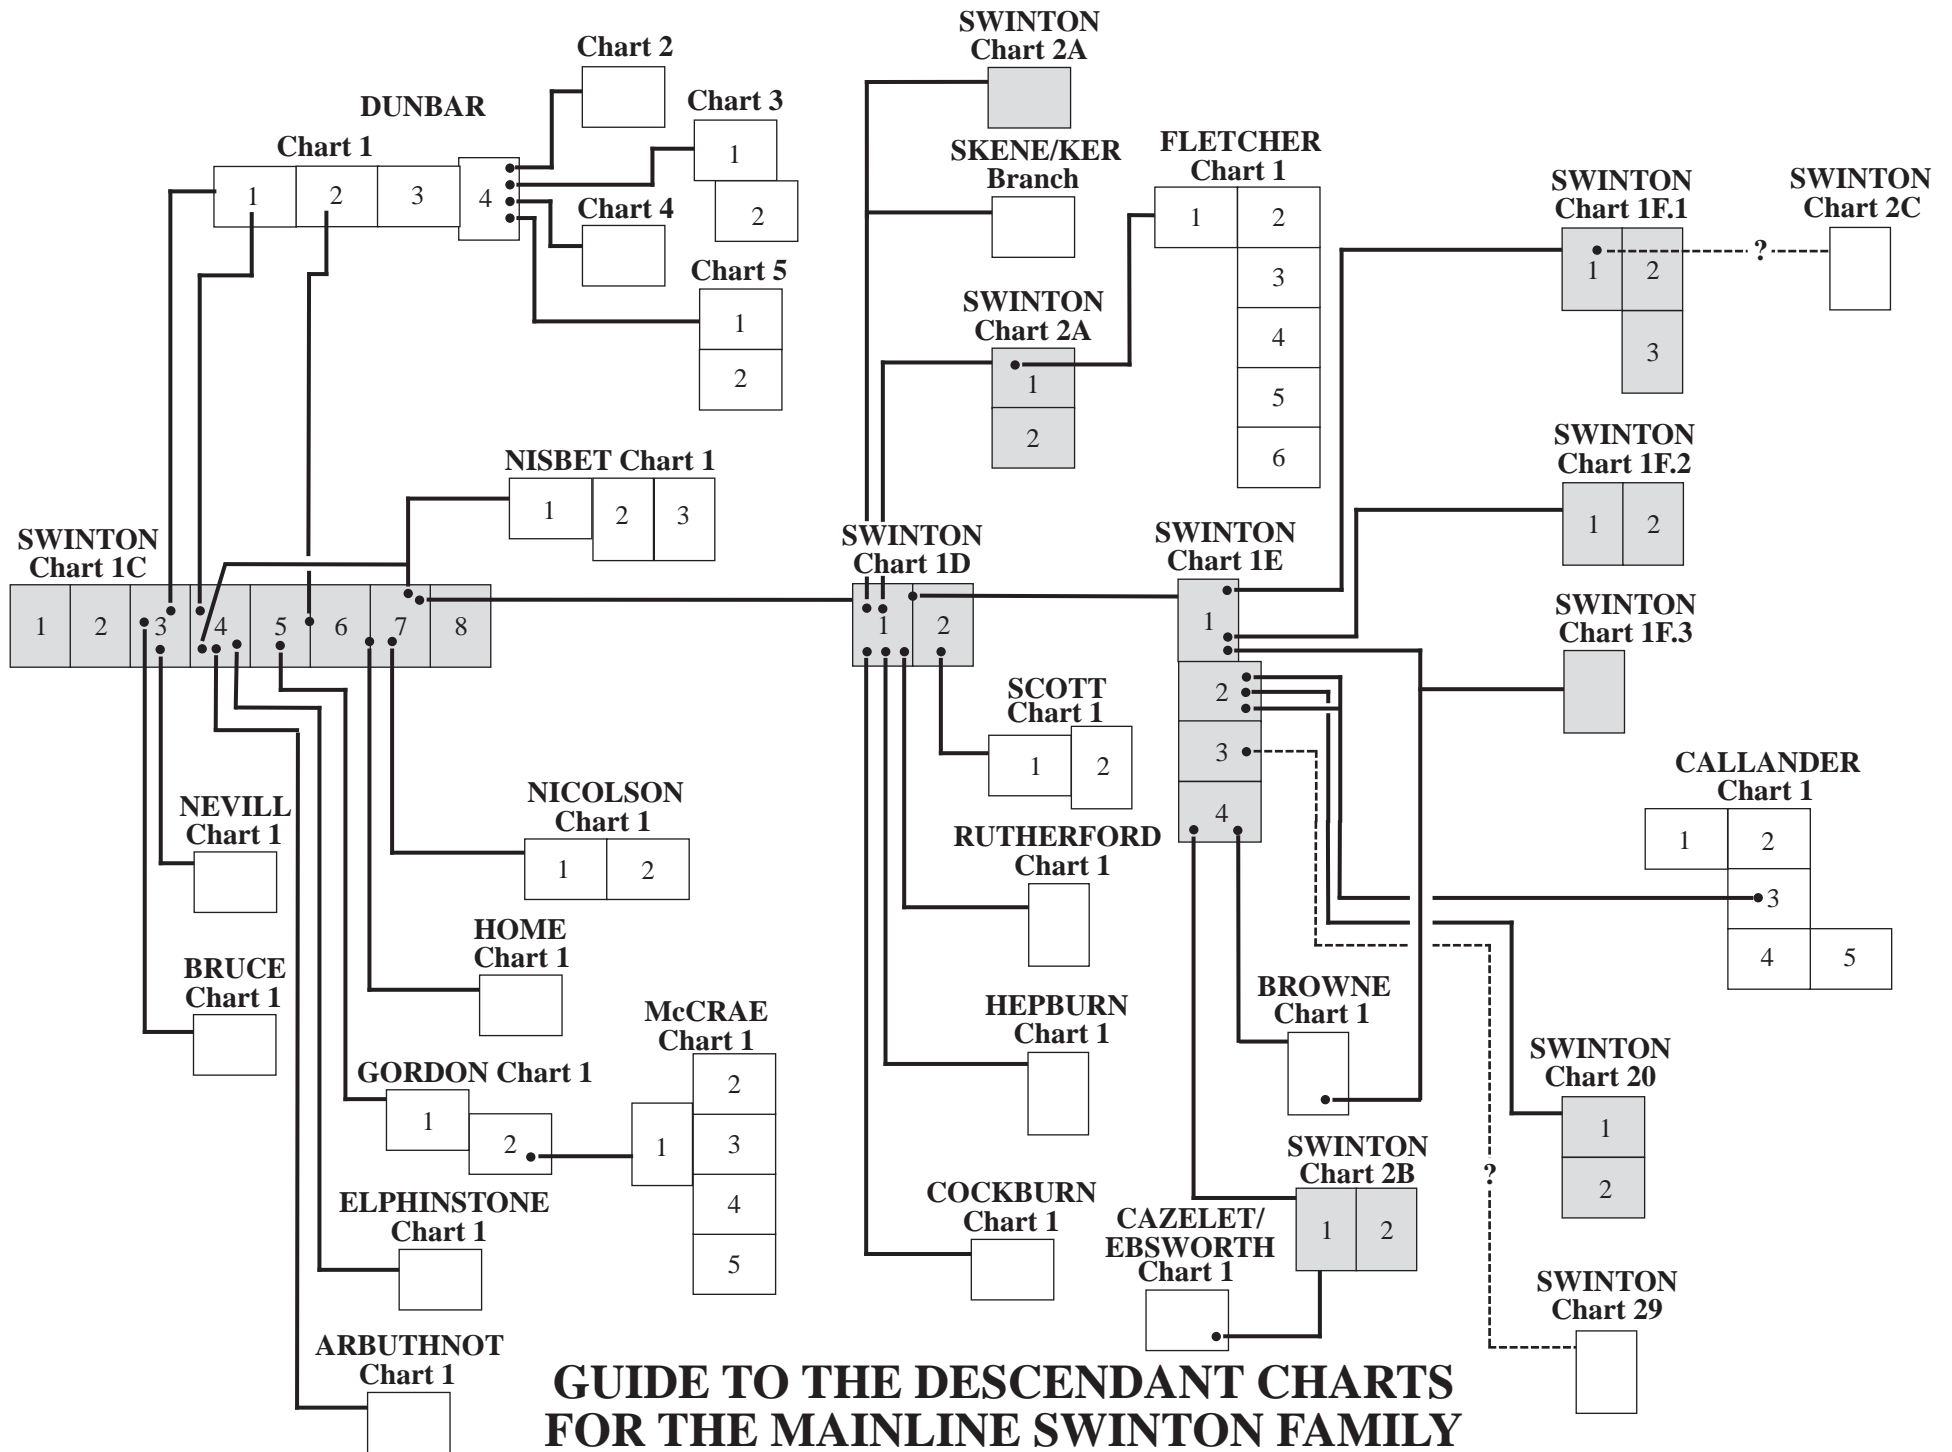 SWINTON
Chart 2A
Chart 2
DUNBAR
Chart 3
Chart 1
1
2
3
4
1
2
Chart 4
Chart 5
1
2
SKENE/KER
Branch
FLETCHER
Chart 1
1
2
3
4
5
6
SWINTON
Chart 2A
1
2
SWINTON
Chart 1F.1
1
2
3
?
SWINTON
Chart 2C
SWINTON
Chart 1F.2
1
2
SWINTON
Chart 1F.3
NISBET Chart 1
1
2
3
SWINTON
Chart 1C
1
2
3
4
5
6
7
8
SWINTON
Chart 1D
1
2
SWINTON
Chart 1E
1
2
3
4
SCOTT
Chart 1
1
2
CALLANDER
Chart 1
1
2
3
4
5
NEVILL
Chart 1
NICOLSON
Chart 1
1
2
RUTHERFORD
Chart 1
HOME
Chart 1
BRUCE
Chart 1
HEPBURN
Chart 1
BROWNE
Chart 1
McCRAE
Chart 1
1
2
3
4
5
GORDON Chart 1
1
2
SWINTON
Chart 20
1
2
SWINTON
Chart 2B
1
2
?
ELPHINSTONE
Chart 1
COCKBURN
Chart 1
CAZELET/
EBSWORTH
Chart 1
SWINTON
Chart 29
ARBUTHNOT
Chart 1
GUIDE TO THE DESCENDANT CHARTS
FOR THE MAINLINE SWINTON FAMILY